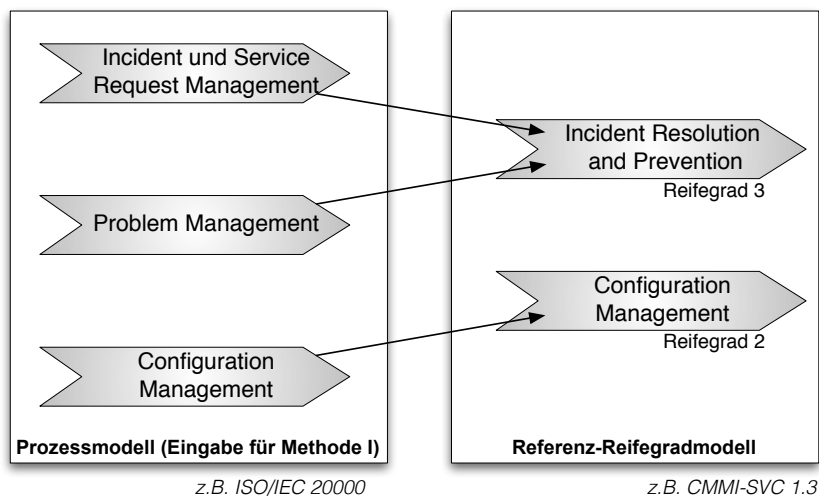 Incident und Service
Request Management
Problem Management
Configuration
Management
Prozessmodell (Eingabe für Methode I)
z.B. ISO/IEC 20000
Incident Resolution
and Prevention
Reifegrad 3
Configuration
Management
Reifegrad 2
Referenz-Reifegradmodell
z.B. CMMI-SVC 1.3